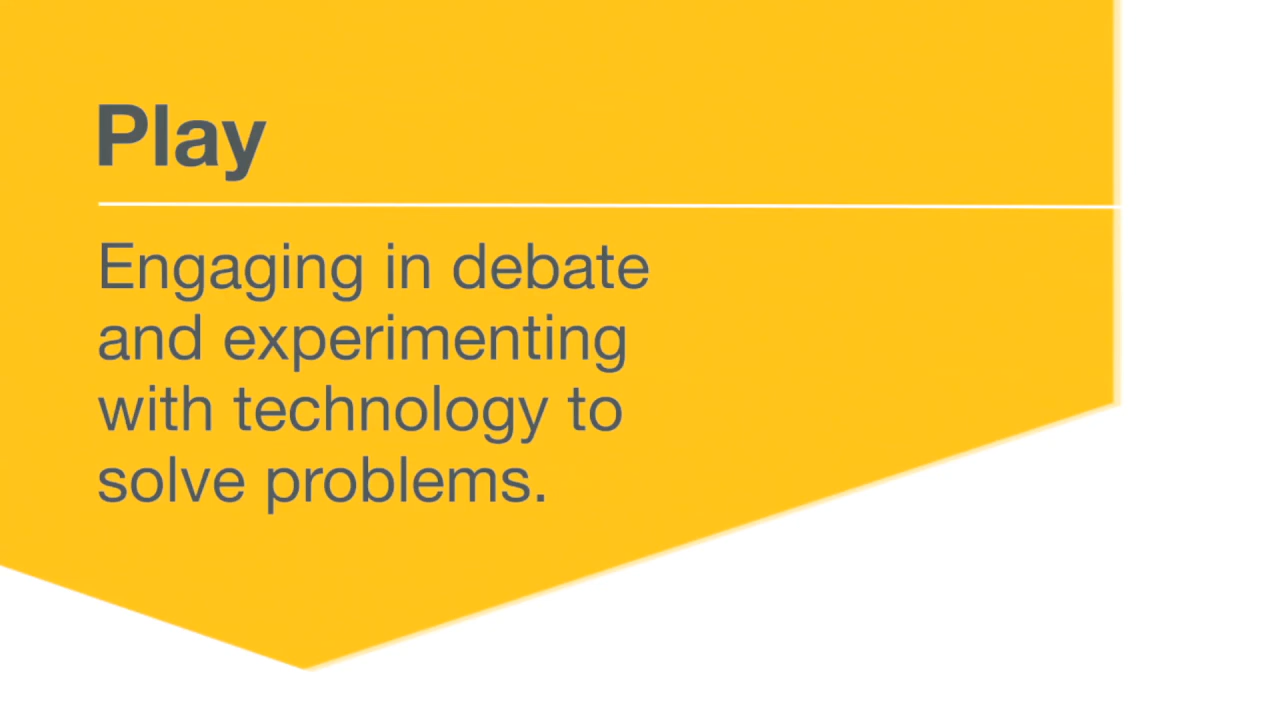 Play
Engaging in debate
and experimenting
with technology to
solve problems.